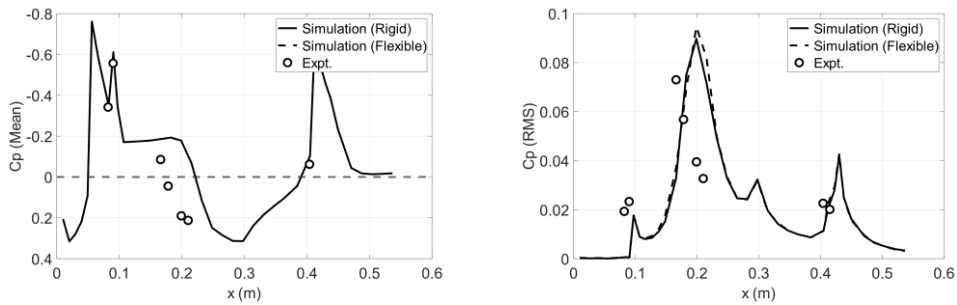 -0.8
-0.6
-0.4
-0.2
0
0.2
0.4
Cp (Mean)
0 0.1 0.2 0.3 0.4 0.5 0.6
x (m)
Simulation (Rigid)
Simulation (Flexible)
Expt.
0.1
0.08
0.06
0.04
0.02
0
Cp (RMS)
0 0.1 0.2 0.3 0.4 0.5 0.6
x (m)
Simulation (Rigid)
Simulation (Flexible)
Expt.